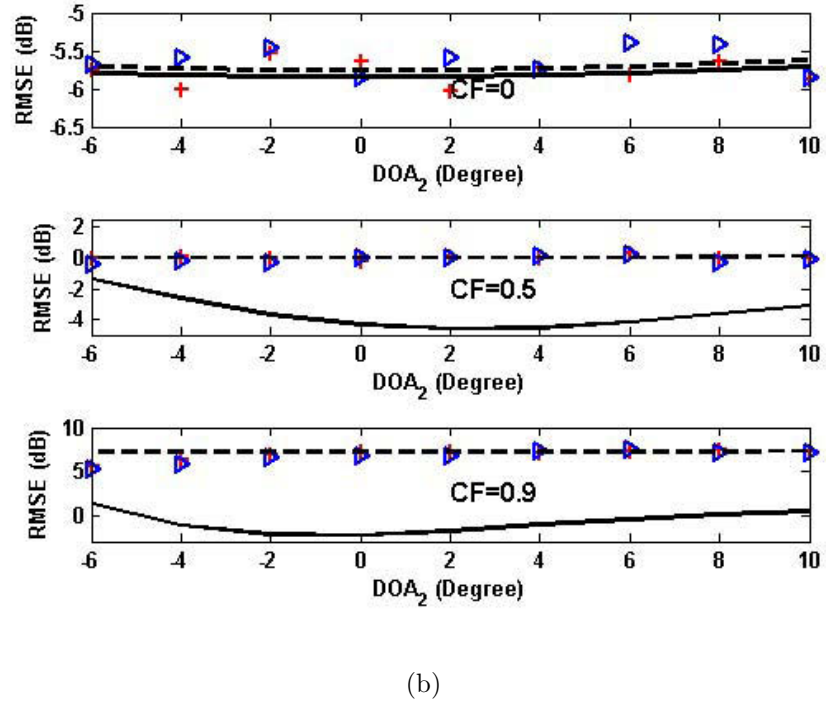 -5
-5.5
-6
-6.5
RMSE (dB)
CF=0
-6 -4 -2 0 2 4 6 8 10
DOA₂ (Degree)
2
0
-2
-4
RMSE (dB)
CF=0.5
-6 -4 -2 0 2 4 6 8 10
DOA₂ (Degree)
10
5
0
RMSE (dB)
CF=0.9
-6 -4 -2 0 2 4 6 8 10
DOA₂ (Degree)
(b)